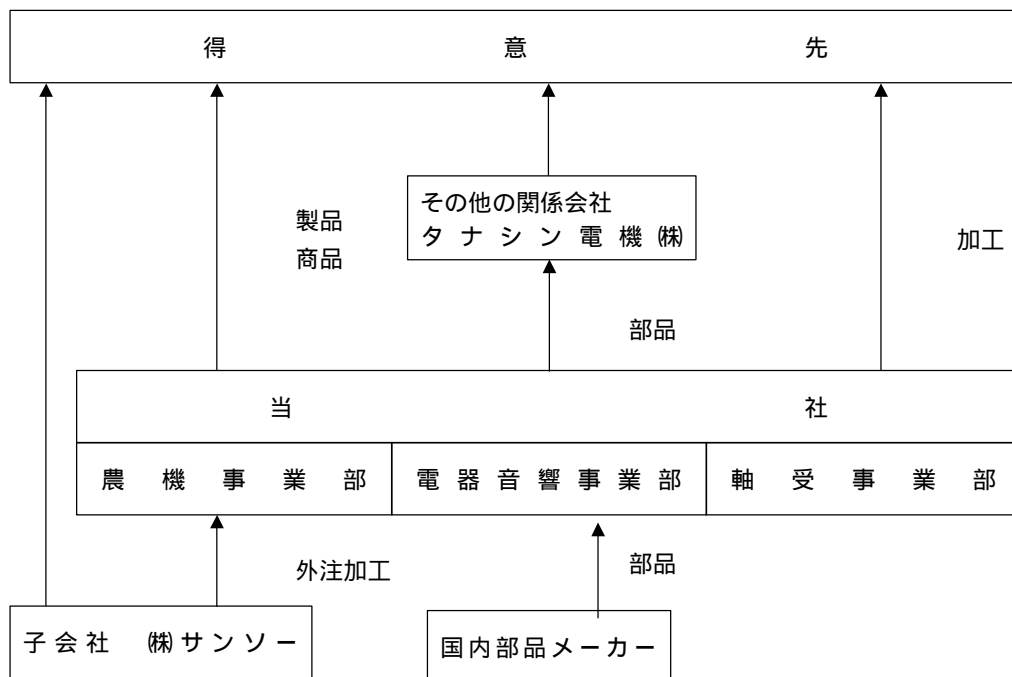 得意先
その他の関係会社
タナシン電機㈱
製品
商品
加工
部品
当社
農機事業部
電器音響事業部
軸受事業部
外注加工
部品
子会社 ㈱サンソー
国内部品メーカー